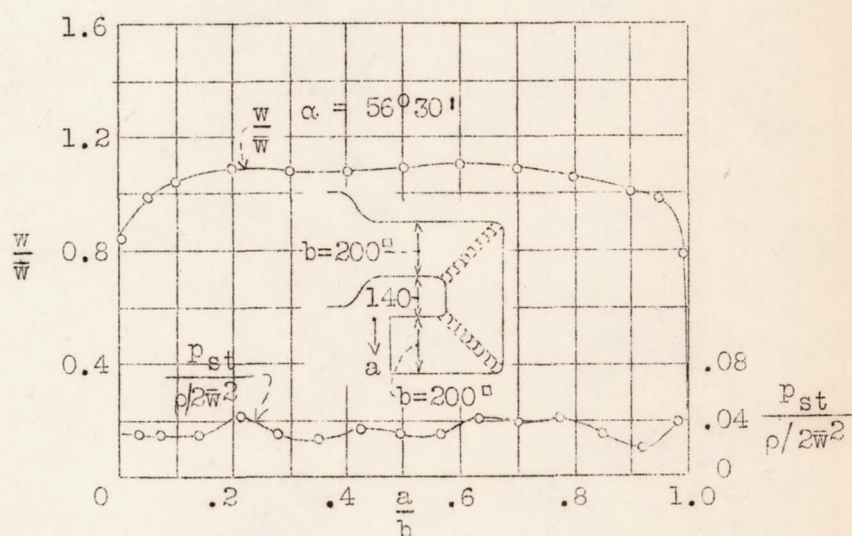 1.6
1.2
0.8
0.4
w
w̄
w
w̄
α = 56°30'
b=200□
140
a
b=200□
p_st
ρ/2w̄²
.08
.04
0
p_st
ρ/2w̄²
0 .2 .4 .6 .8 1.0
a
b